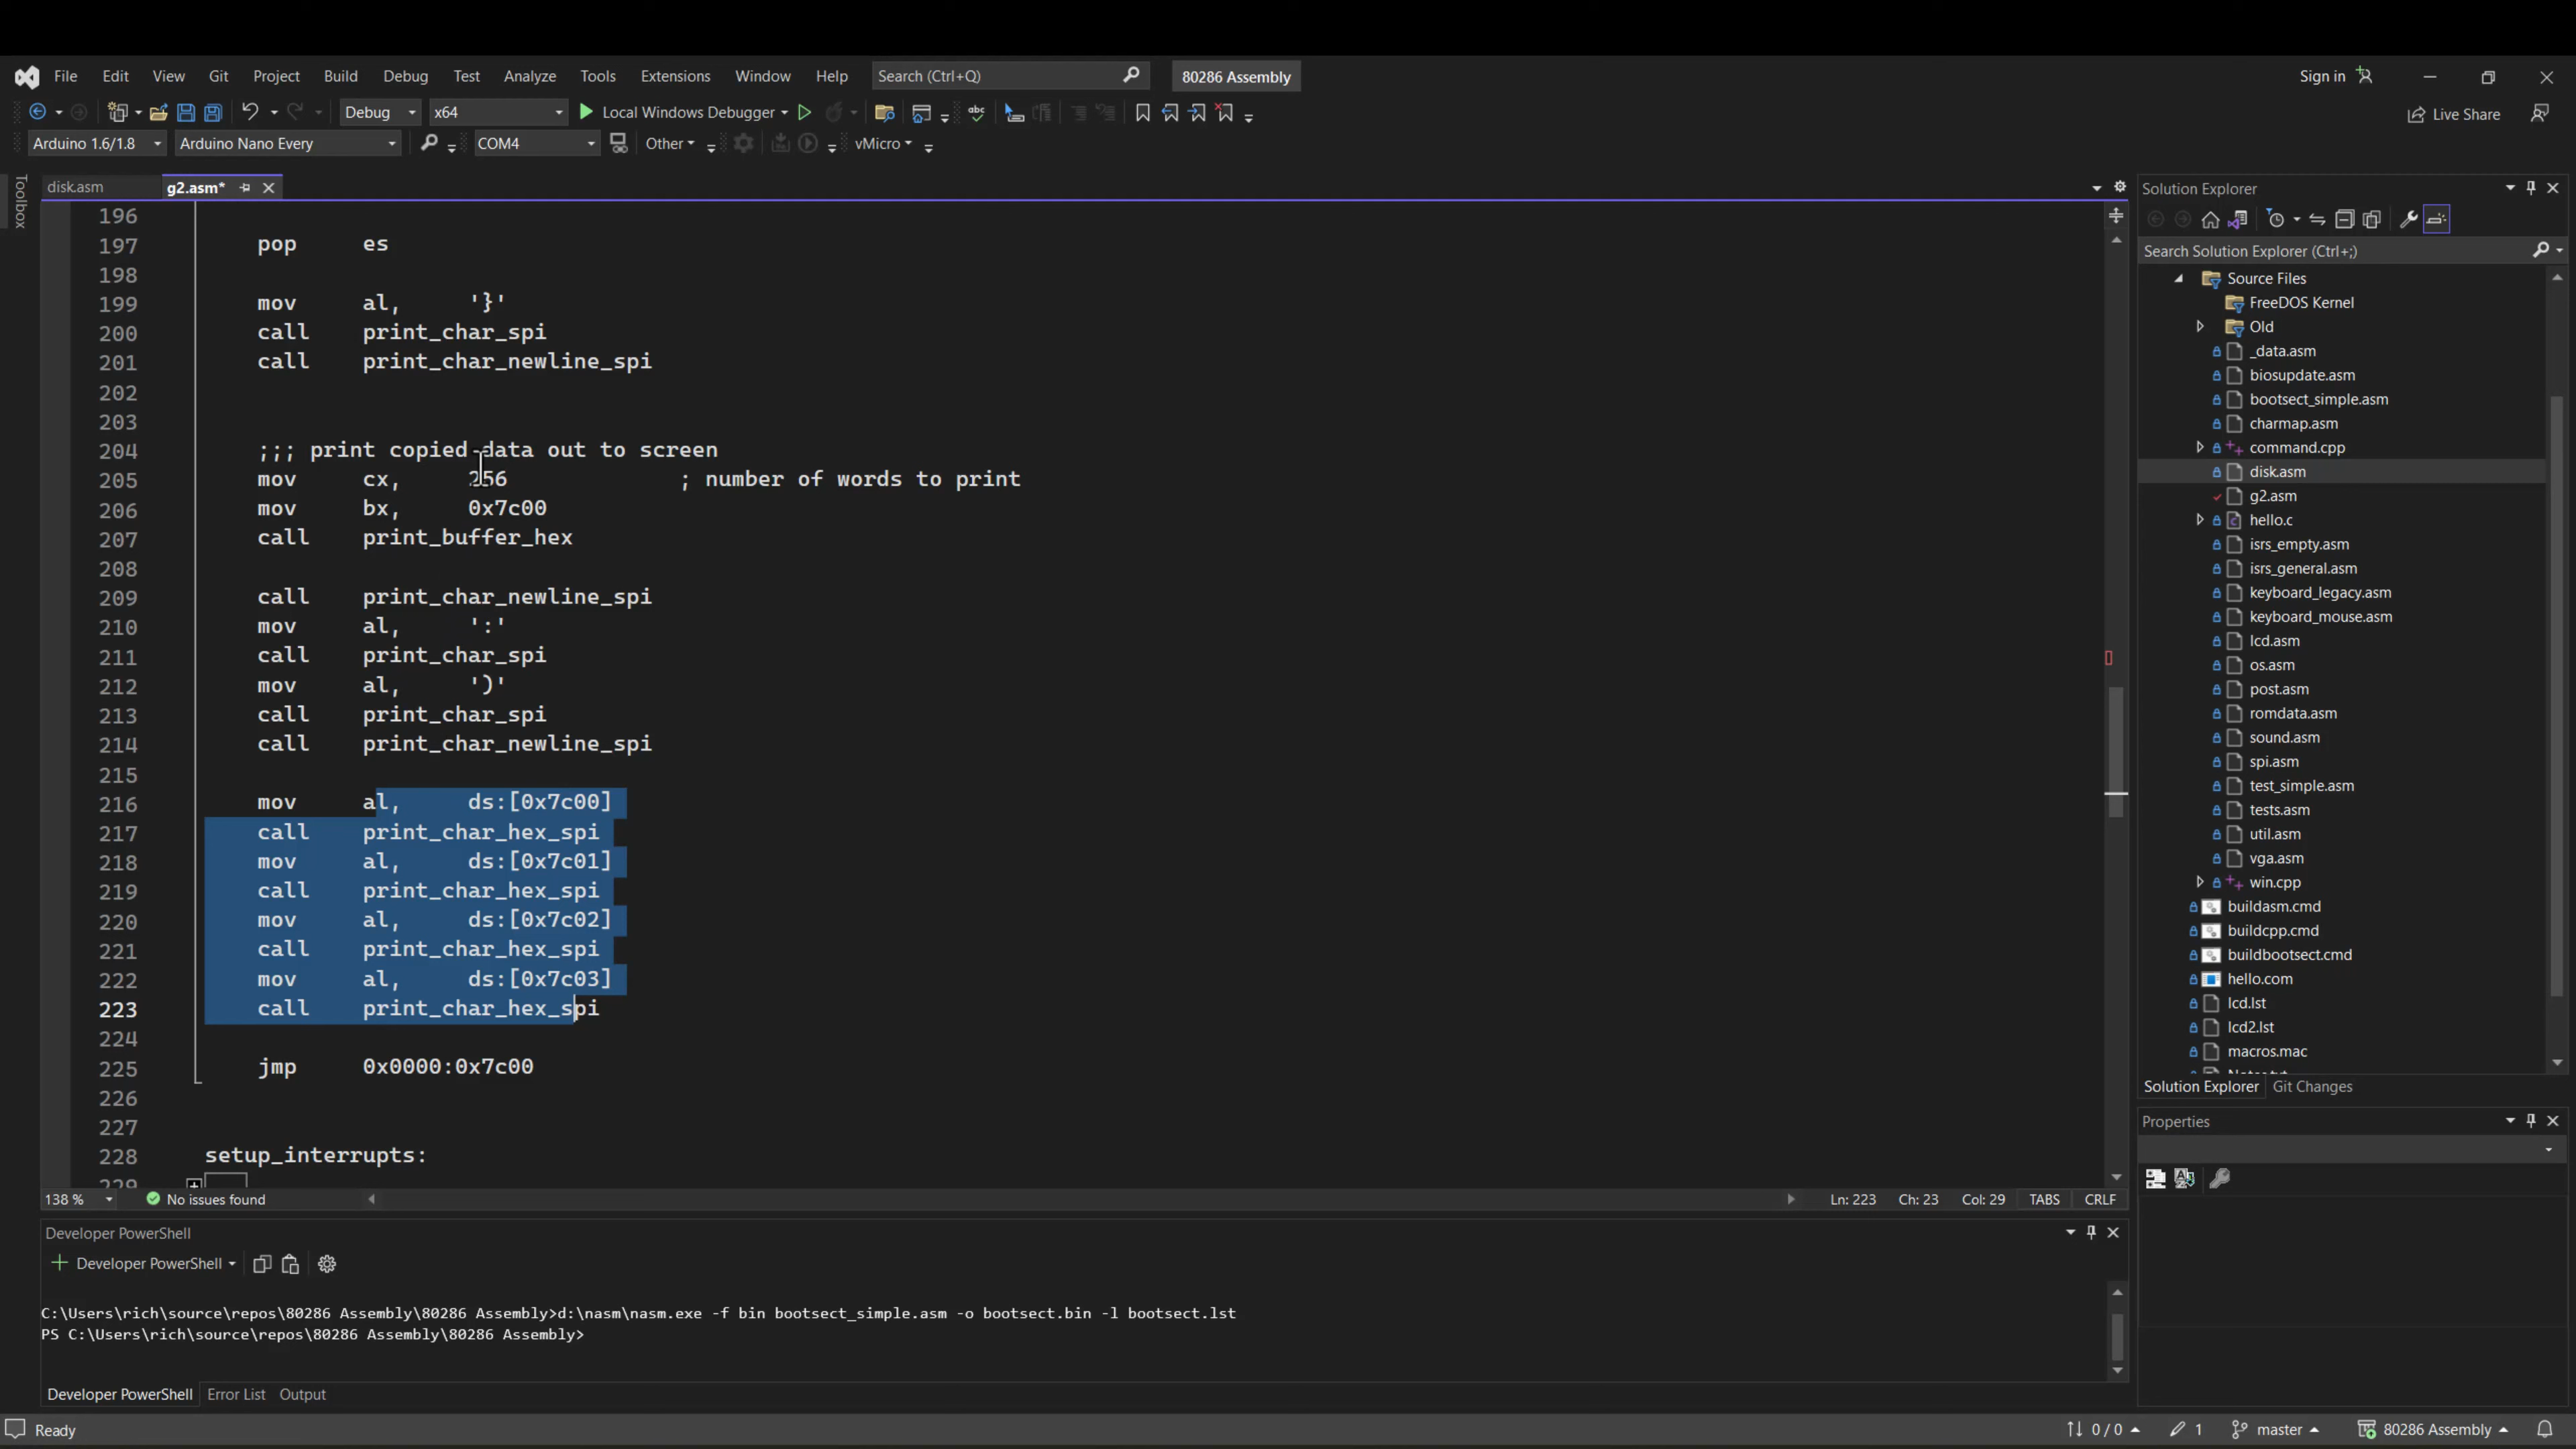 File Edit View Git Project Build Debug Test Analyze Tools Extensions Window Help Search (Ctrl+Q) 80286 Assembly Sign in
Debug x64 Local Windows Debugger Live Share
Arduino 1.6/1.8 Arduino Nano Every COM4 Other vMicro
Toolbox
disk.asm g2.asm*
196
197 pop es
198
199 mov al, '}'
200 call print_char_spi
201 call print_char_newline_spi
202
203
204 ;;; print copied data out to screen
205 mov cx, 256 ; number of words to print
206 mov bx, 0x7c00
207 call print_buffer_hex
208
209 call print_char_newline_spi
210 mov al, ':'
211 call print_char_spi
212 mov al, ')'
213 call print_char_spi
214 call print_char_newline_spi
215
216 mov al, ds:[0x7c00]
217 call print_char_hex_spi
218 mov al, ds:[0x7c01]
219 call print_char_hex_spi
220 mov al, ds:[0x7c02]
221 call print_char_hex_spi
222 mov al, ds:[0x7c03]
223 call print_char_hex_spi
224
225 jmp 0x0000:0x7c00
226
227
228 setup_interrupts:
229
138 % No issues found Ln: 223 Ch: 23 Col: 29 TABS CRLF
Developer PowerShell
Developer PowerShell
C:\Users\rich\source\repos\80286 Assembly\80286 Assembly>d:\nasm\nasm.exe -f bin bootsect_simple.asm -o bootsect.bin -l bootsect.lst
PS C:\Users\rich\source\repos\80286 Assembly\80286 Assembly>
Developer PowerShell Error List Output
Solution Explorer
Search Solution Explorer (Ctrl+;)
Source Files
FreeDOS Kernel
Old
_data.asm
biosupdate.asm
bootsect_simple.asm
charmap.asm
command.cpp
disk.asm
g2.asm
hello.c
isrs_empty.asm
isrs_general.asm
keyboard_legacy.asm
keyboard_mouse.asm
lcd.asm
os.asm
post.asm
romdata.asm
sound.asm
spi.asm
test_simple.asm
tests.asm
util.asm
vga.asm
win.cpp
buildasm.cmd
buildcpp.cmd
buildbootsect.cmd
hello.com
lcd.lst
lcd2.lst
macros.mac
Solution Explorer Git Changes
Properties
Ready 0 / 0 1 master 80286 Assembly